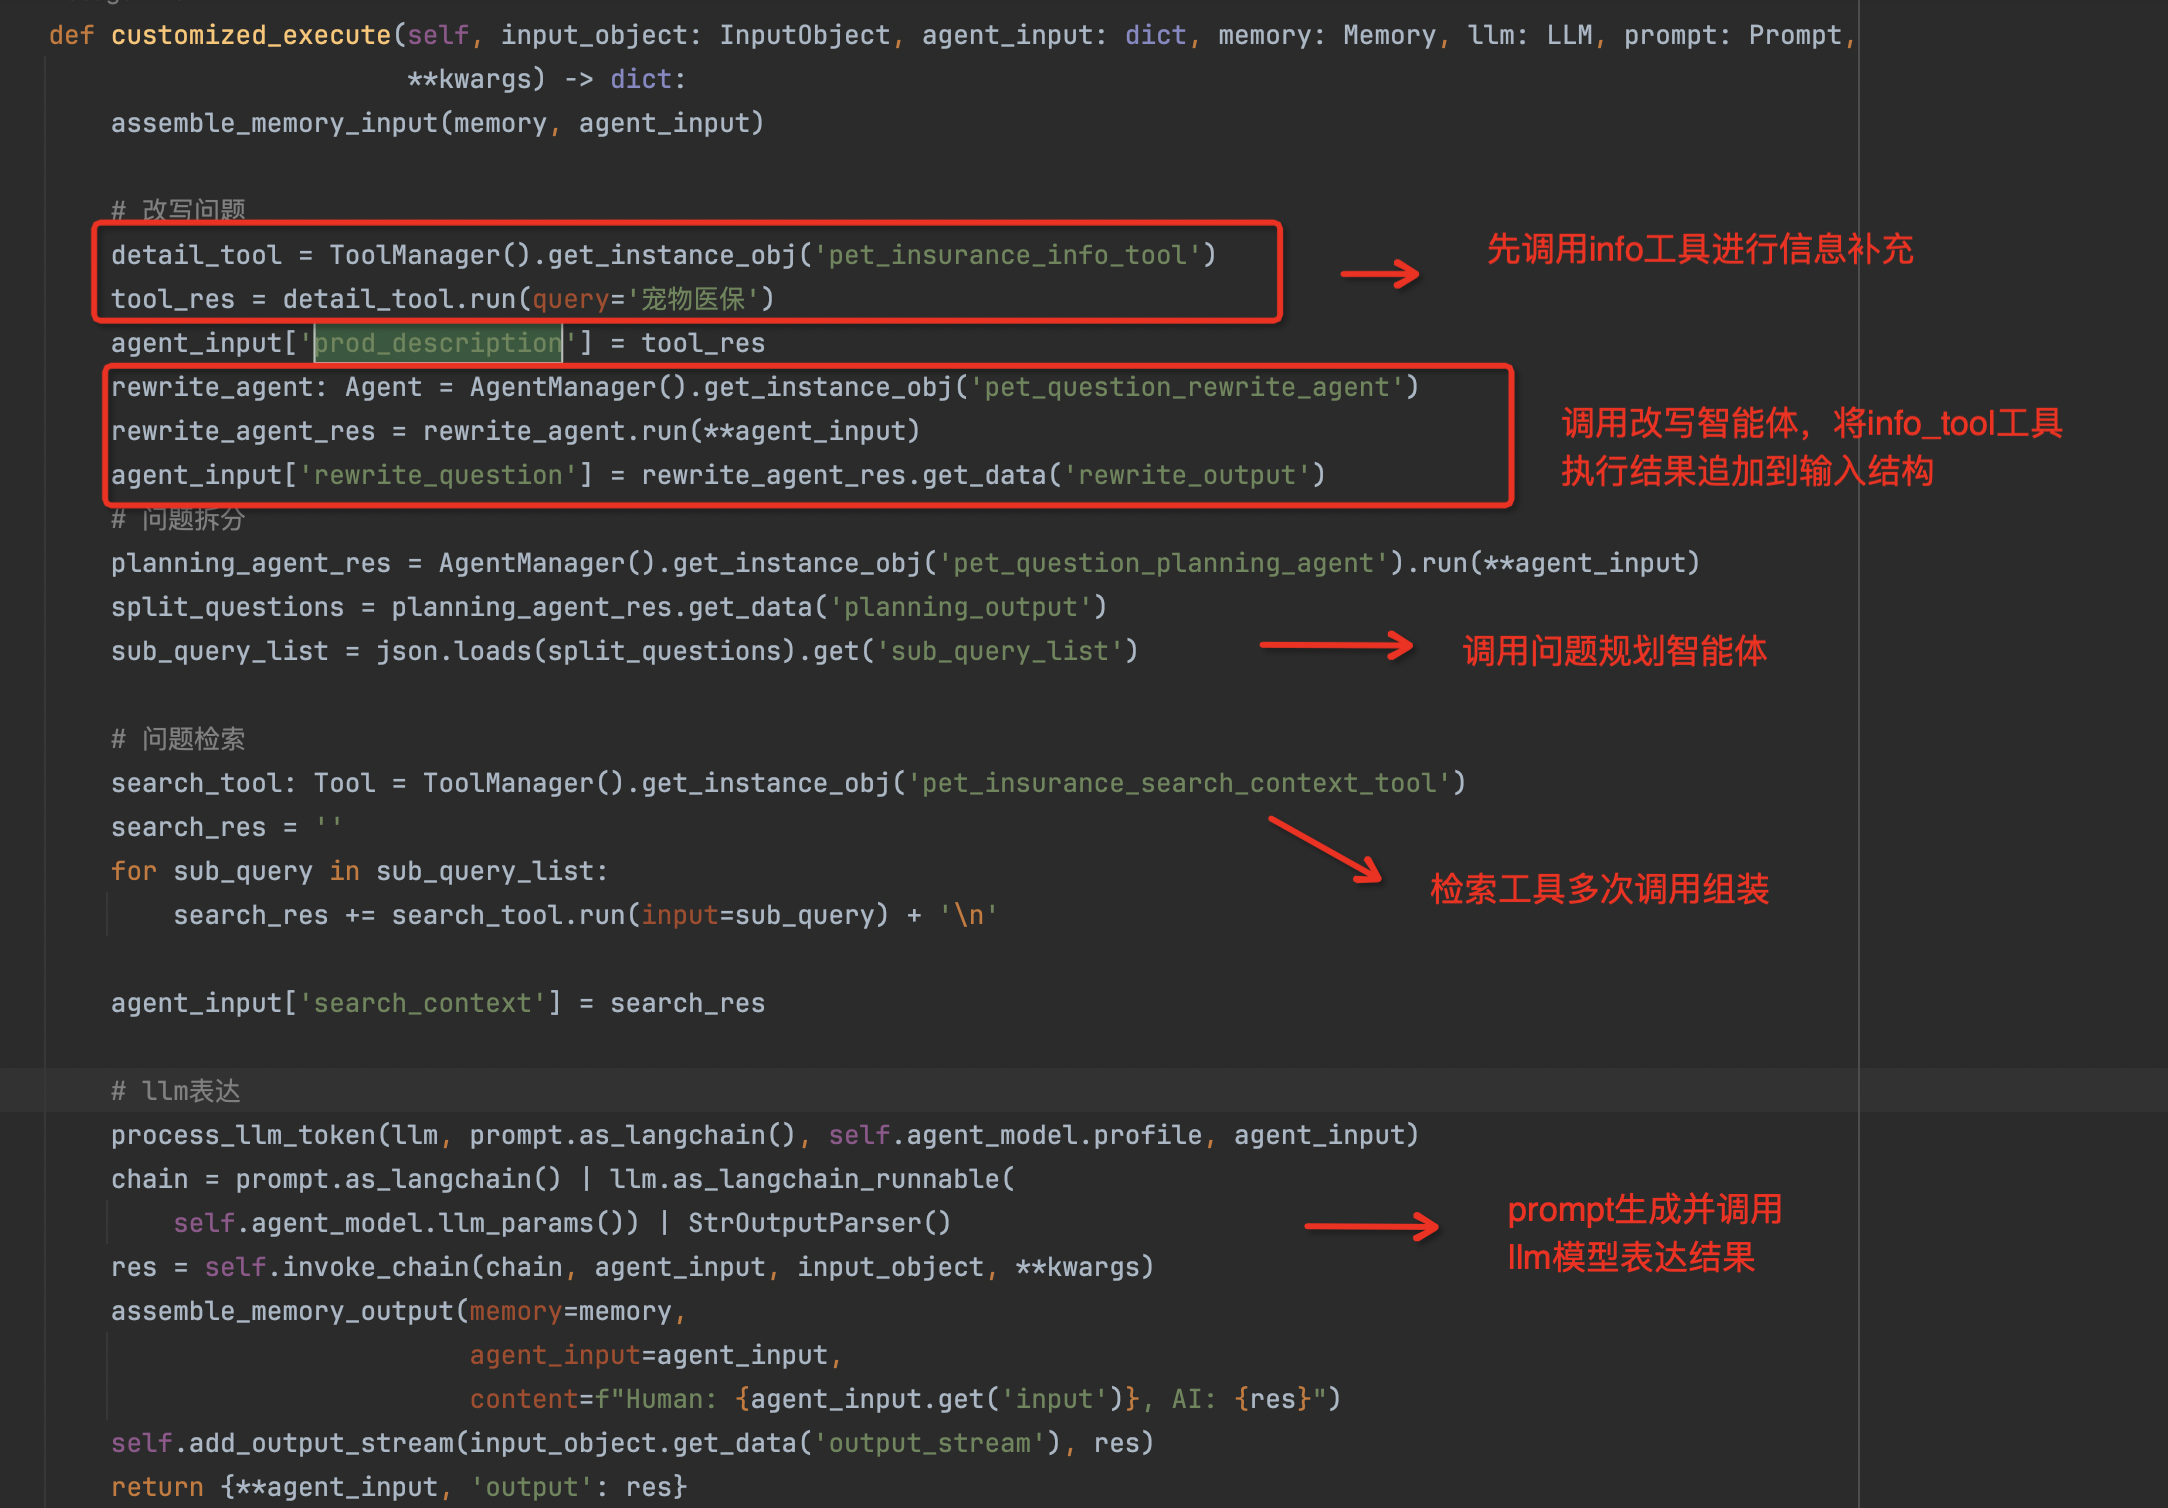 def customized_execute(self, input_object: InputObject, agent_input: dict, memory: Memory, llm: LLM, prompt: Prompt,
**kwargs) -> dict:
assemble_memory_input(memory, agent_input)
# 改写问题
detail_tool = ToolManager().get_instance_obj('pet_insurance_info_tool')
先调用info工具进行信息补充
tool_res = detail_tool.run(query='宠物医保')
agent_input['prod_description'] = tool_res
rewrite_agent: Agent = AgentManager().get_instance_obj('pet_question_rewrite_agent')
rewrite_agent_res = rewrite_agent.run(**agent_input)
调用改写智能体，将info_tool工具
执行结果追加到输入结构
agent_input['rewrite_question'] = rewrite_agent_res.get_data('rewrite_output')
# 问题拆分
planning_agent_res = AgentManager().get_instance_obj('pet_question_planning_agent').run(**agent_input)
split_questions = planning_agent_res.get_data('planning_output')
sub_query_list = json.loads(split_questions).get('sub_query_list')
调用问题规划智能体
# 问题检索
search_tool: Tool = ToolManager().get_instance_obj('pet_insurance_search_context_tool')
search_res = ''
for sub_query in sub_query_list:
检索工具多次调用组装
search_res += search_tool.run(input=sub_query) + '\n'
agent_input['search_context'] = search_res
# llm表达
process_llm_token(llm, prompt.as_langchain(), self.agent_model.profile, agent_input)
chain = prompt.as_langchain() | llm.as_langchain_runnable(
self.agent_model.llm_params()) | StrOutputParser()
prompt生成并调用
llm模型表达结果
res = self.invoke_chain(chain, agent_input, input_object, **kwargs)
assemble_memory_output(memory=memory,
agent_input=agent_input,
content=f"Human: {agent_input.get('input')}, AI: {res}")
self.add_output_stream(input_object.get_data('output_stream'), res)
return {**agent_input, 'output': res}